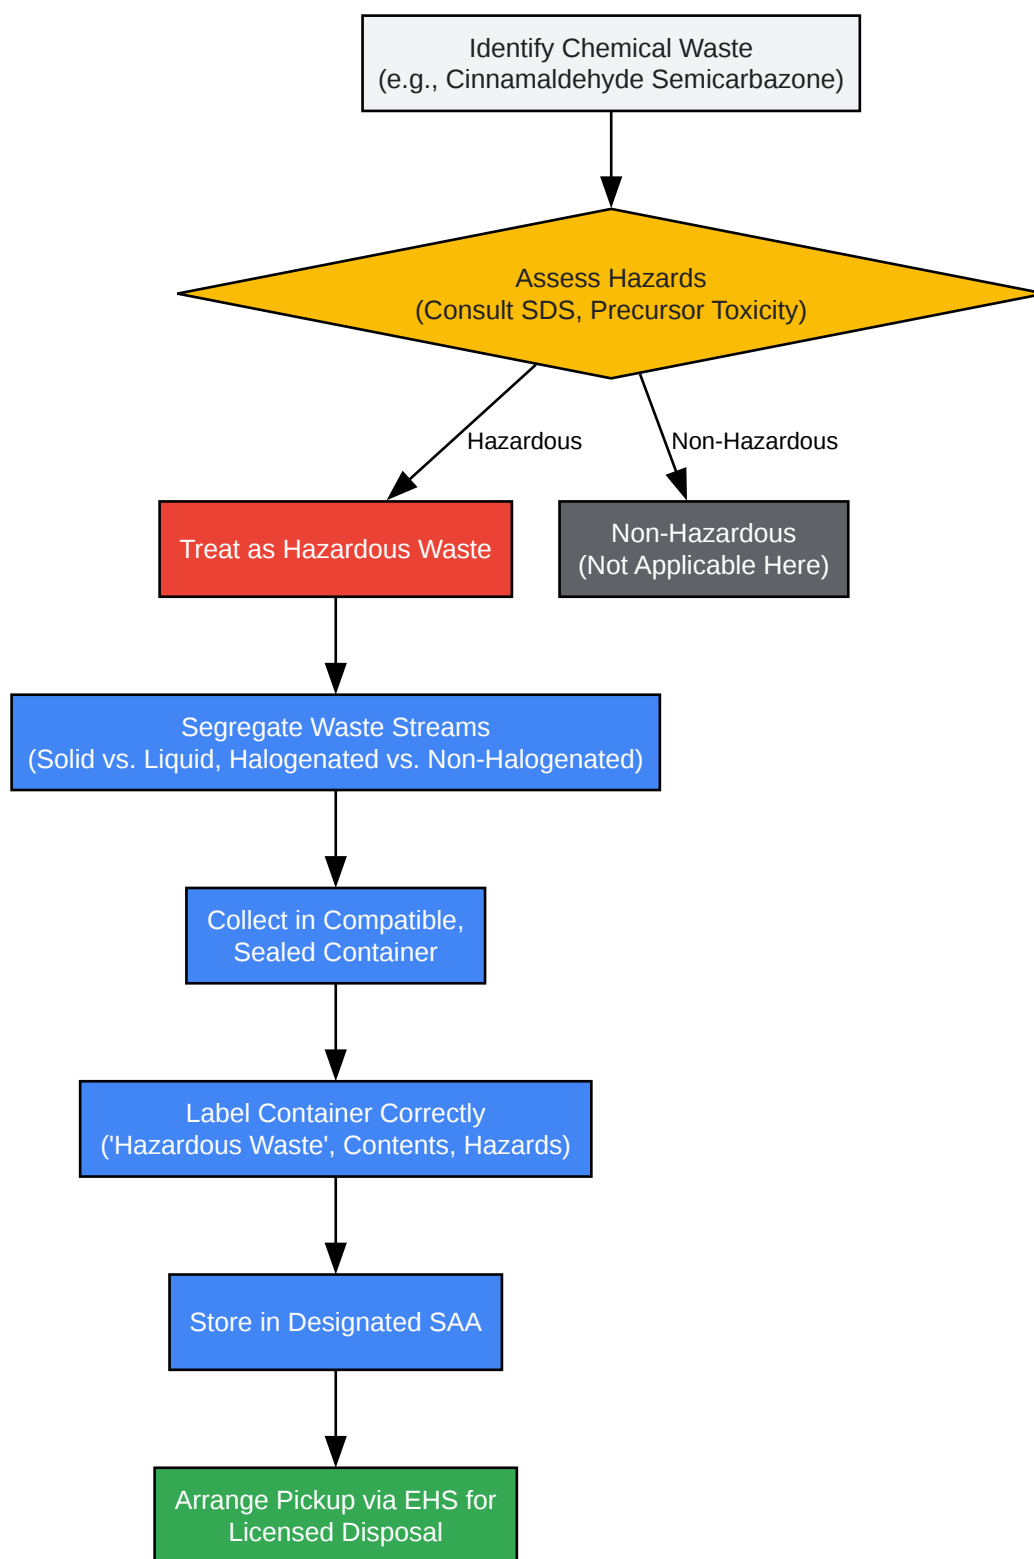 Identify Chemical Waste
(e.g., Cinnamaldehyde Semicarbazone)
Assess Hazards
(Consult SDS, Precursor Toxicity)
Hazardous
Non-Hazardous
Treat as Hazardous Waste
Non-Hazardous
(Not Applicable Here)
Segregate Waste Streams
(Solid vs. Liquid, Halogenated vs. Non-Halogenated)
Collect in Compatible,
Sealed Container
Label Container Correctly
('Hazardous Waste', Contents, Hazards)
Store in Designated SAA
Arrange Pickup via EHS for
Licensed Disposal